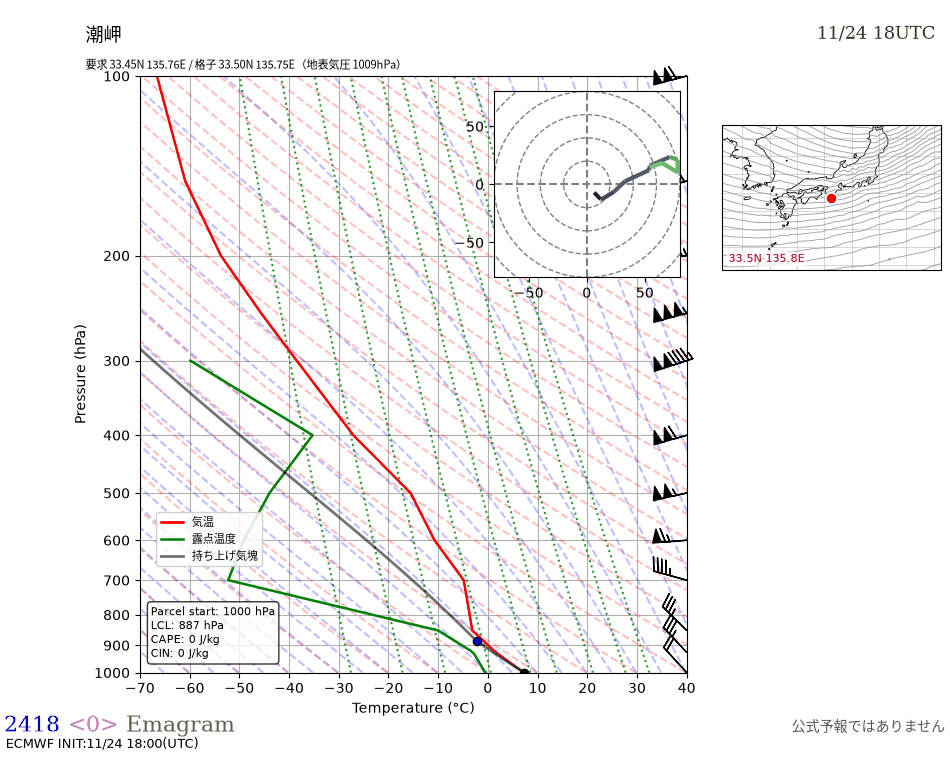 潮岬
11/24 18UTC
要求 33.45N 135.76E / 格子 33.50N 135.75E（地表気圧 1009hPa）
100
200
300
400
500
600
700
800
900
1000
Pressure (hPa)
−70 −60 −50 −40 −30 −20 −10 0 10 20 30 40
Temperature (°C)
50
0
−50
−50 0 50
33.5N 135.8E
気温
露点温度
持ち上げ気塊
Parcel start: 1000 hPa
LCL: 887 hPa
CAPE: 0 J/kg
CIN: 0 J/kg
2418 <0> Emagram
公式予報ではありません
ECMWF INIT:11/24 18:00(UTC)